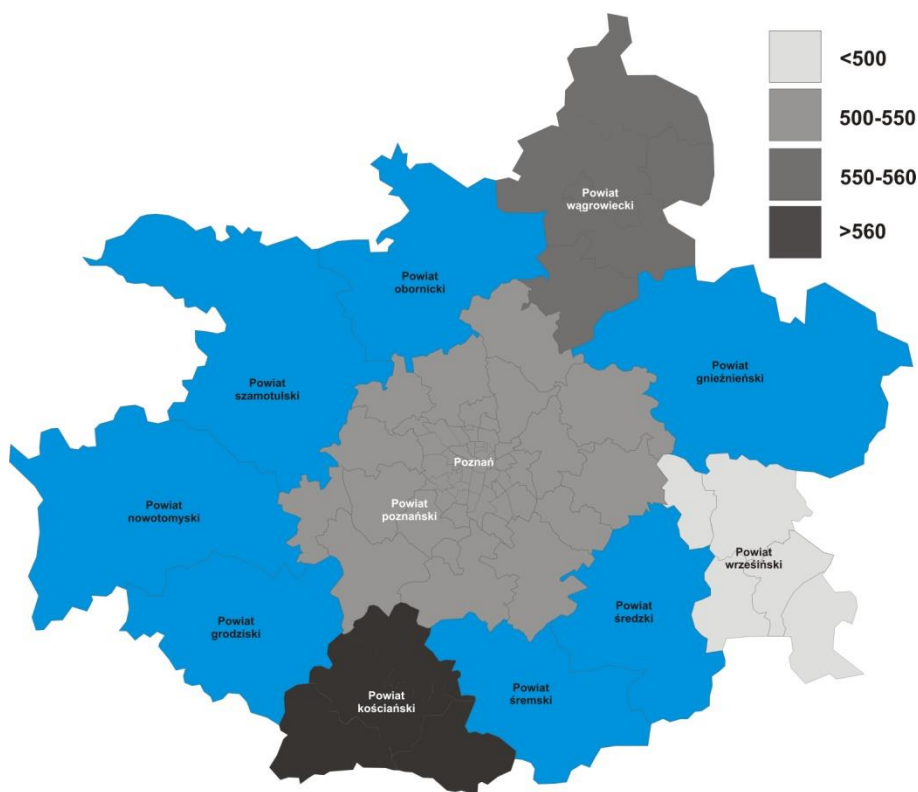 <500
500-550
550-560
>560
Powiat
wągrowiecki
Powiat
obornicki
Powiat
gnieźnieński
Powiat
szamotulski
Poznań
Powiat
nowotomyski
Powiat
poznański
Powiat
wrzesiński
Powiat
średzki
Powiat
grodziski
Powiat
kościański
Powiat
śremski